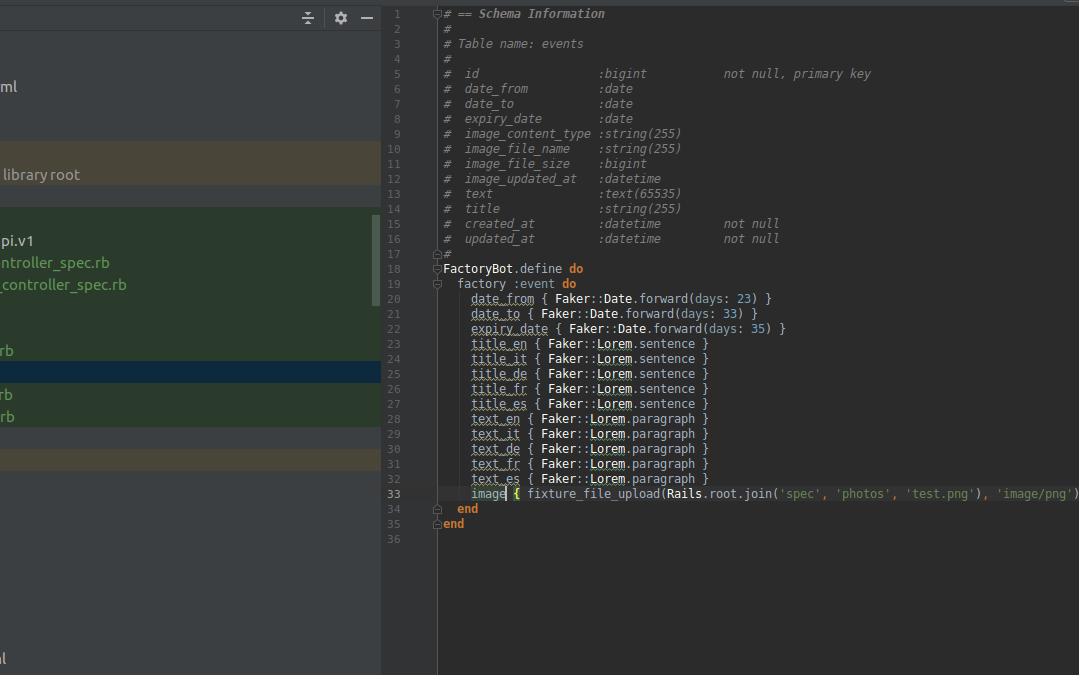 ml
library root
pi.v1
ntroller_spec.rb
_controller_spec.rb
rb
rb
rb
1 # == Schema Information
2 #
3 # Table name: events
4 #
5 #  id                 :bigint           not null, primary key
6 #  date_from          :date
7 #  date_to            :date
8 #  expiry_date        :date
9 #  image_content_type :string(255)
10 #  image_file_name    :string(255)
11 #  image_file_size    :bigint
12 #  image_updated_at   :datetime
13 #  text               :text(65535)
14 #  title              :string(255)
15 #  created_at         :datetime         not null
16 #  updated_at         :datetime         not null
17 #
18 FactoryBot.define do
19   factory :event do
20     date_from { Faker::Date.forward(days: 23) }
21     date_to { Faker::Date.forward(days: 33) }
22     expiry_date { Faker::Date.forward(days: 35) }
23     title_en { Faker::Lorem.sentence }
24     title_it { Faker::Lorem.sentence }
25     title_de { Faker::Lorem.sentence }
26     title_fr { Faker::Lorem.sentence }
27     title_es { Faker::Lorem.sentence }
28     text_en { Faker::Lorem.paragraph }
29     text_it { Faker::Lorem.paragraph }
30     text_de { Faker::Lorem.paragraph }
31     text_fr { Faker::Lorem.paragraph }
32     text_es { Faker::Lorem.paragraph }
33     image { fixture_file_upload(Rails.root.join('spec', 'photos', 'test.png'), 'image/png')
34   end
35 end
36